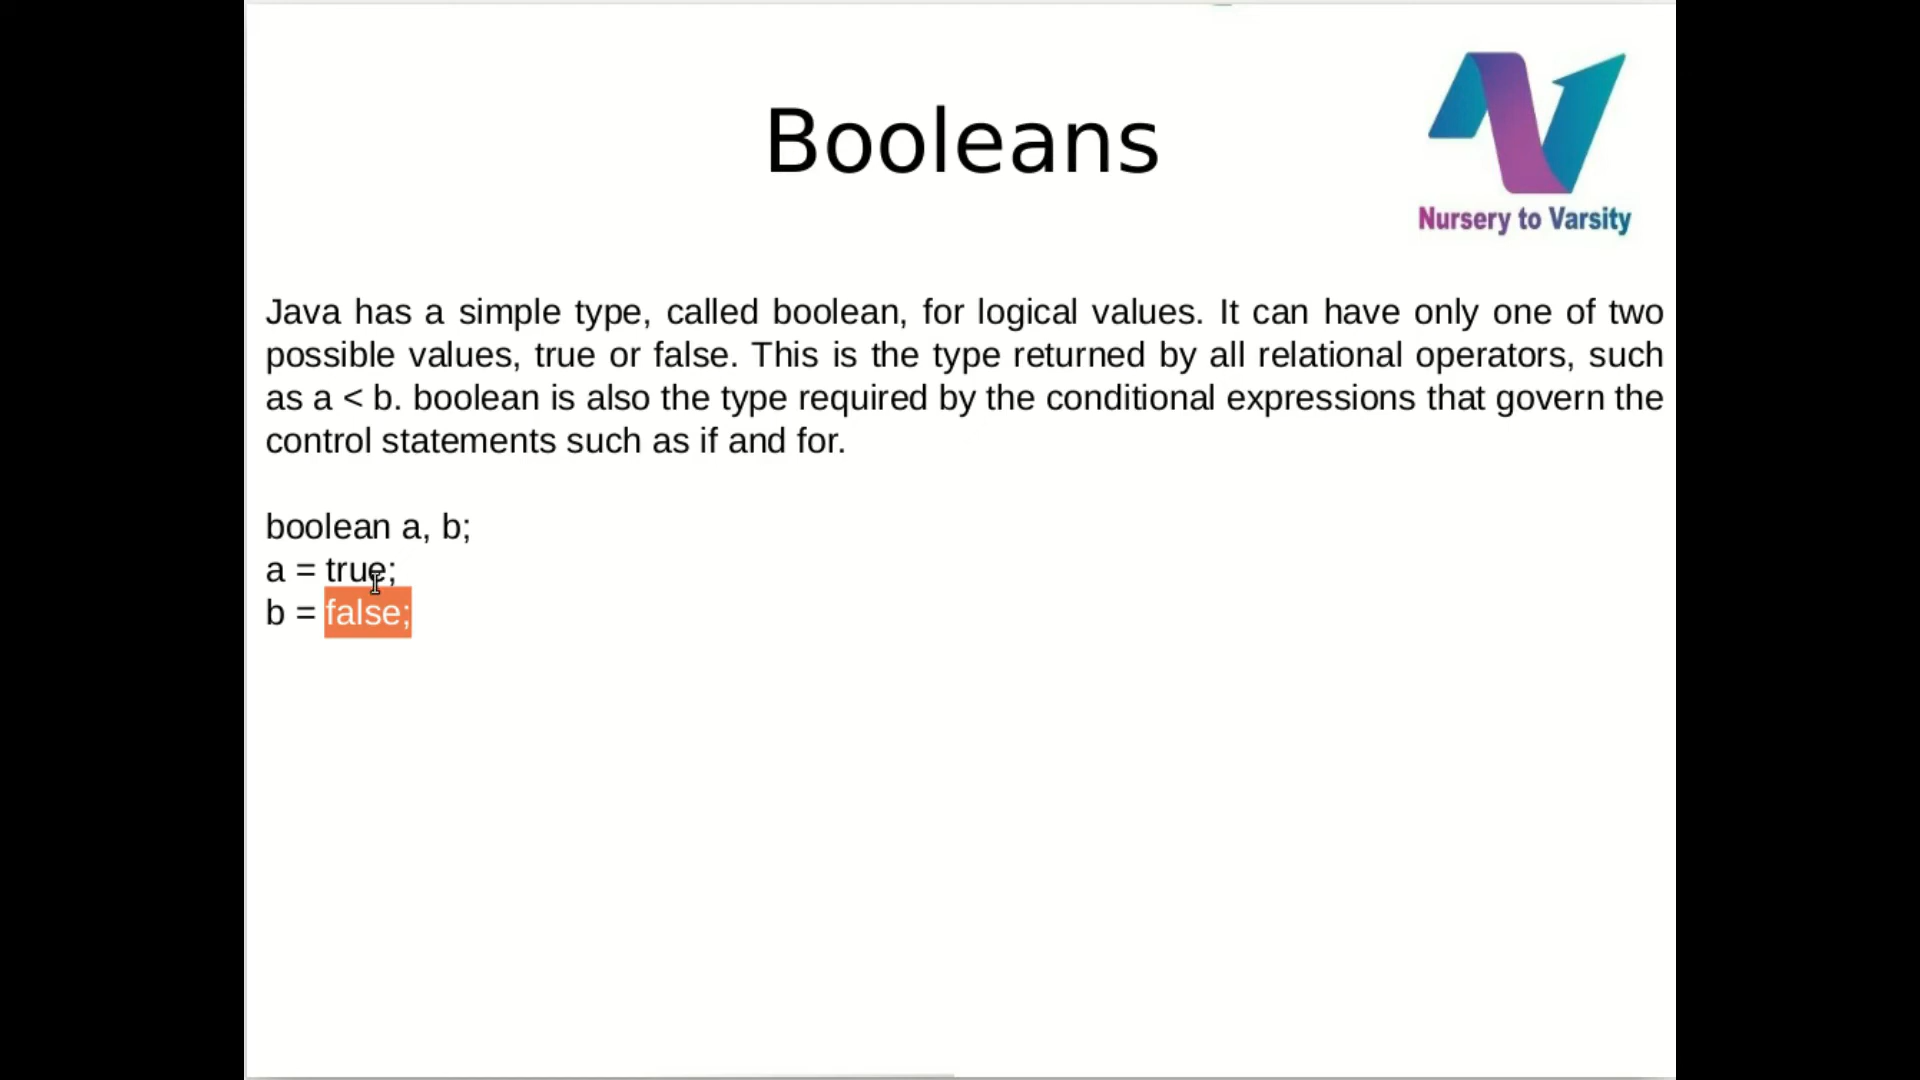 Booleans
Nursery to Varsity
Java has a simple type, called boolean, for logical values. It can have only one of two
possible values, true or false. This is the type returned by all relational operators, such
as a < b. boolean is also the type required by the conditional expressions that govern the
control statements such as if and for.
boolean a, b;
a = true;
b = false;